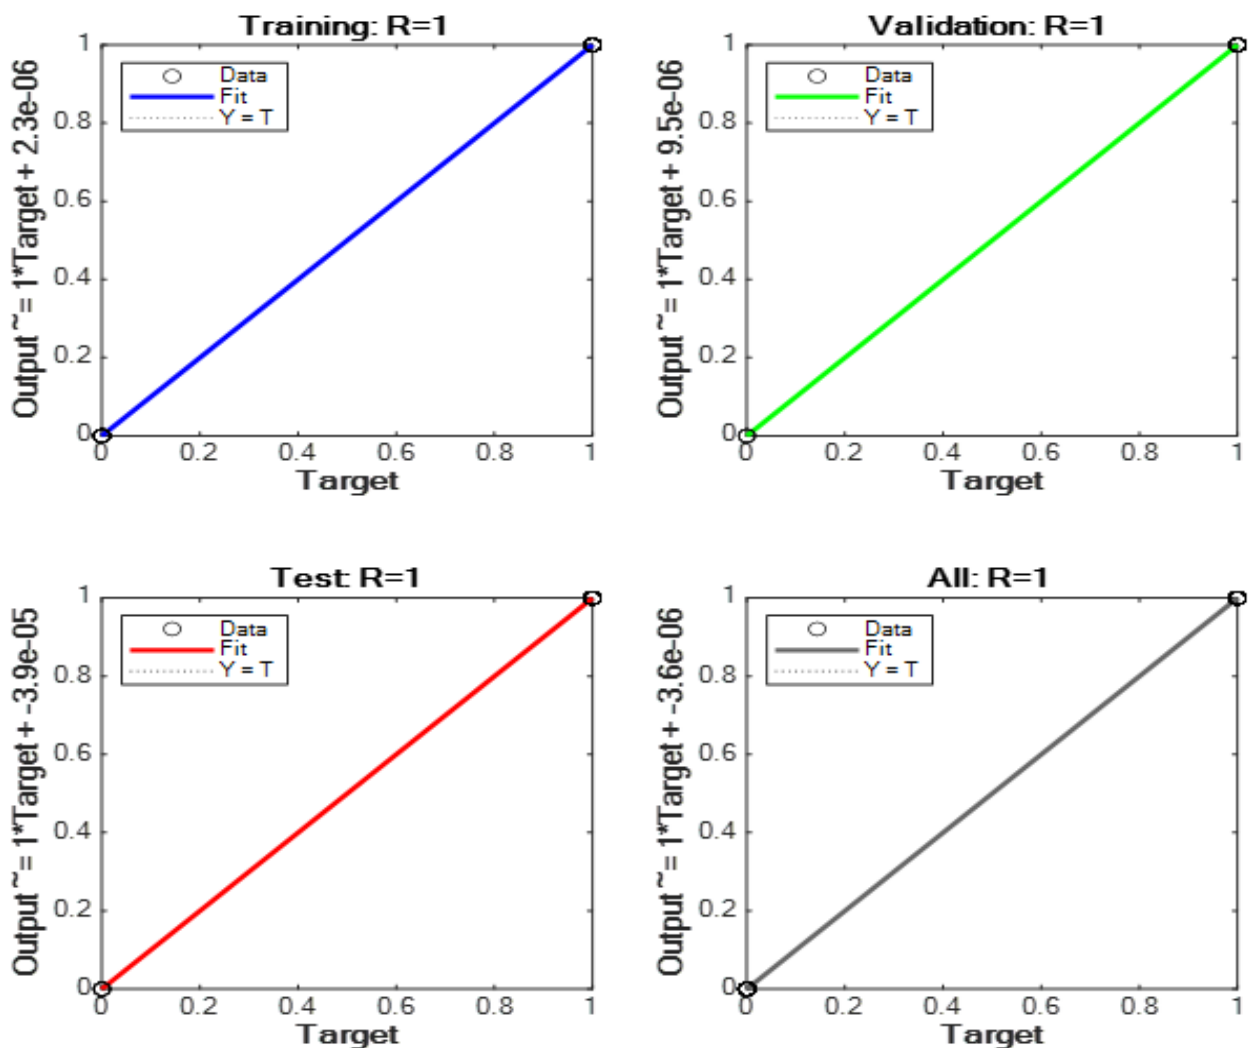 Training: R=1
Output ~= 1*Target + 2.3e-06
1
0.8
0.6
0.4
0.2
0
Data
Fit
Y = T
0 0.2 0.4 0.6 0.8 1
Target
Validation: R=1
Output ~= 1*Target + 9.5e-06
1
0.8
0.6
0.4
0.2
0
Data
Fit
Y = T
0 0.2 0.4 0.6 0.8 1
Target
Test: R=1
Output ~= 1*Target + -3.9e-05
1
0.8
0.6
0.4
0.2
0
Data
Fit
Y = T
0 0.2 0.4 0.6 0.8 1
Target
All: R=1
Output ~= 1*Target + -3.6e-06
1
0.8
0.6
0.4
0.2
0
Data
Fit
Y = T
0 0.2 0.4 0.6 0.8 1
Target